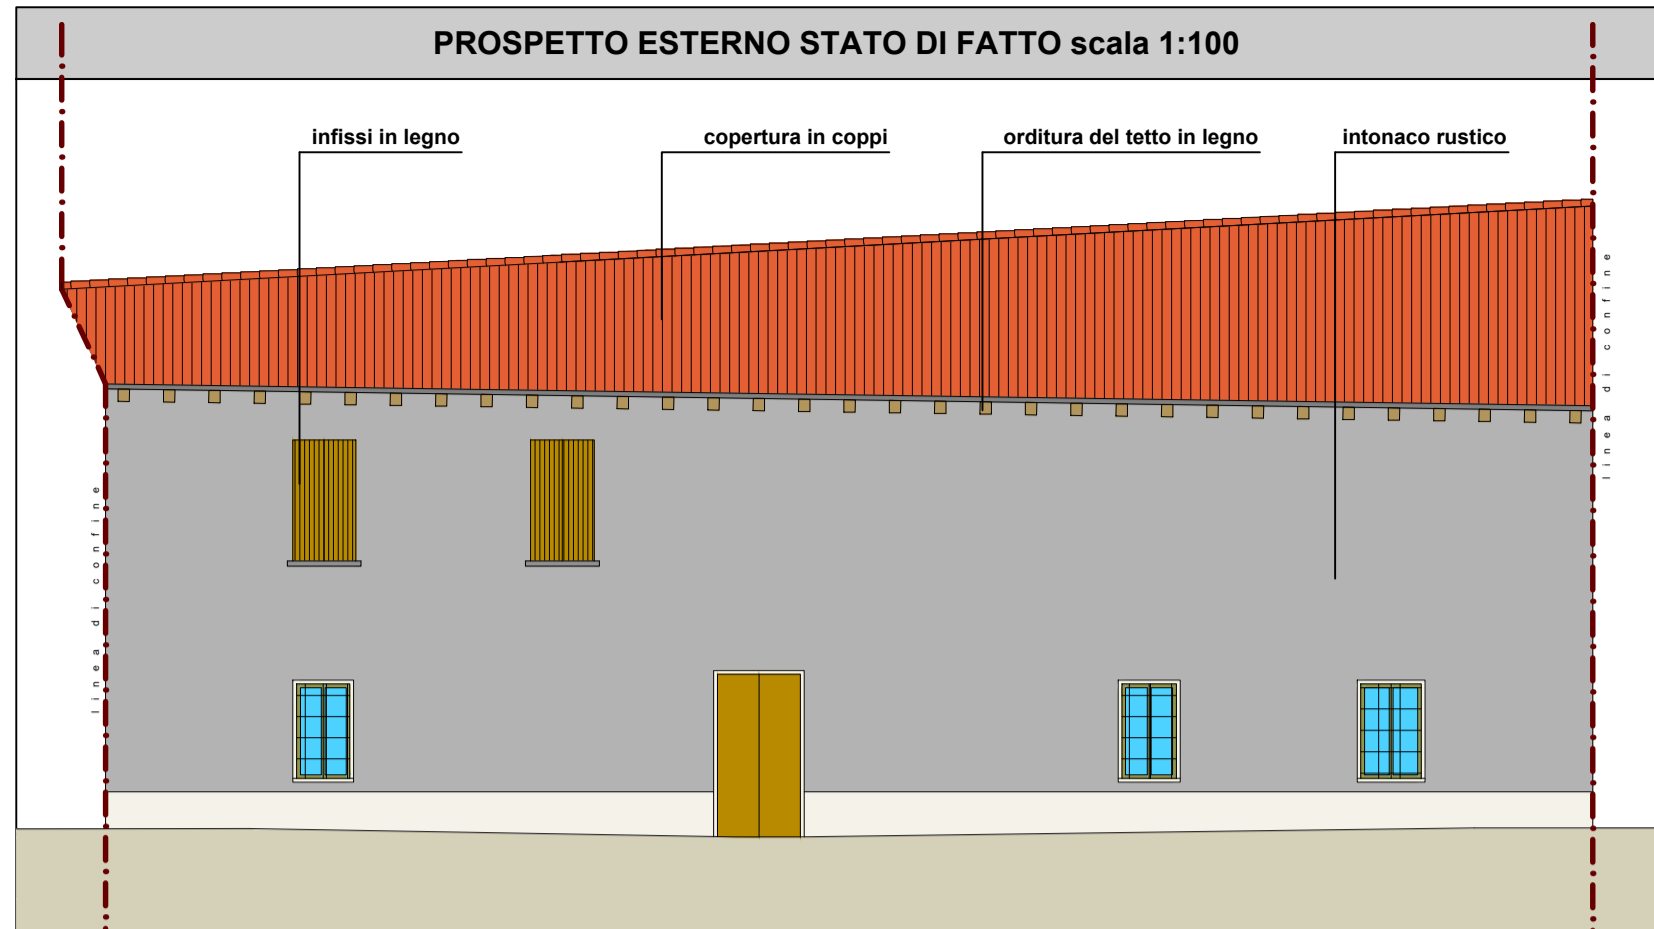 PROSPETTO ESTERNO STATO DI FATTO scala 1:100
infissi in legno
copertura in coppi
orditura del tetto in legno
intonaco rustico
linea di confine
linea di confine